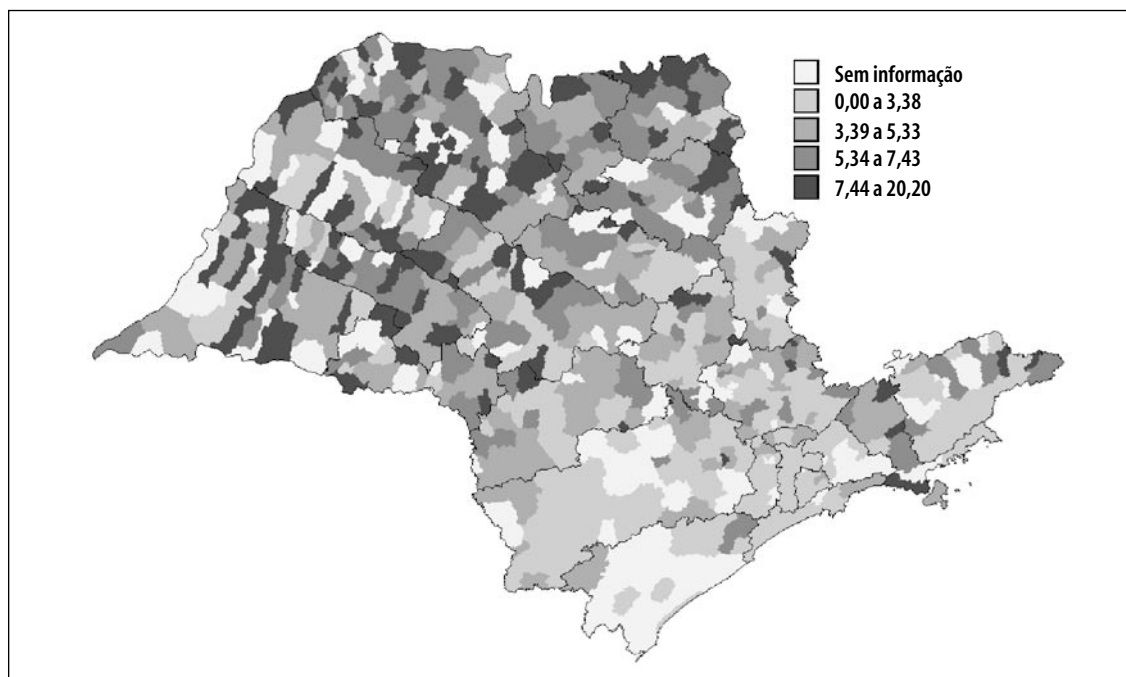 Sem informação
0,00 a 3,38
3,39 a 5,33
5,34 a 7,43
7,44 a 20,20